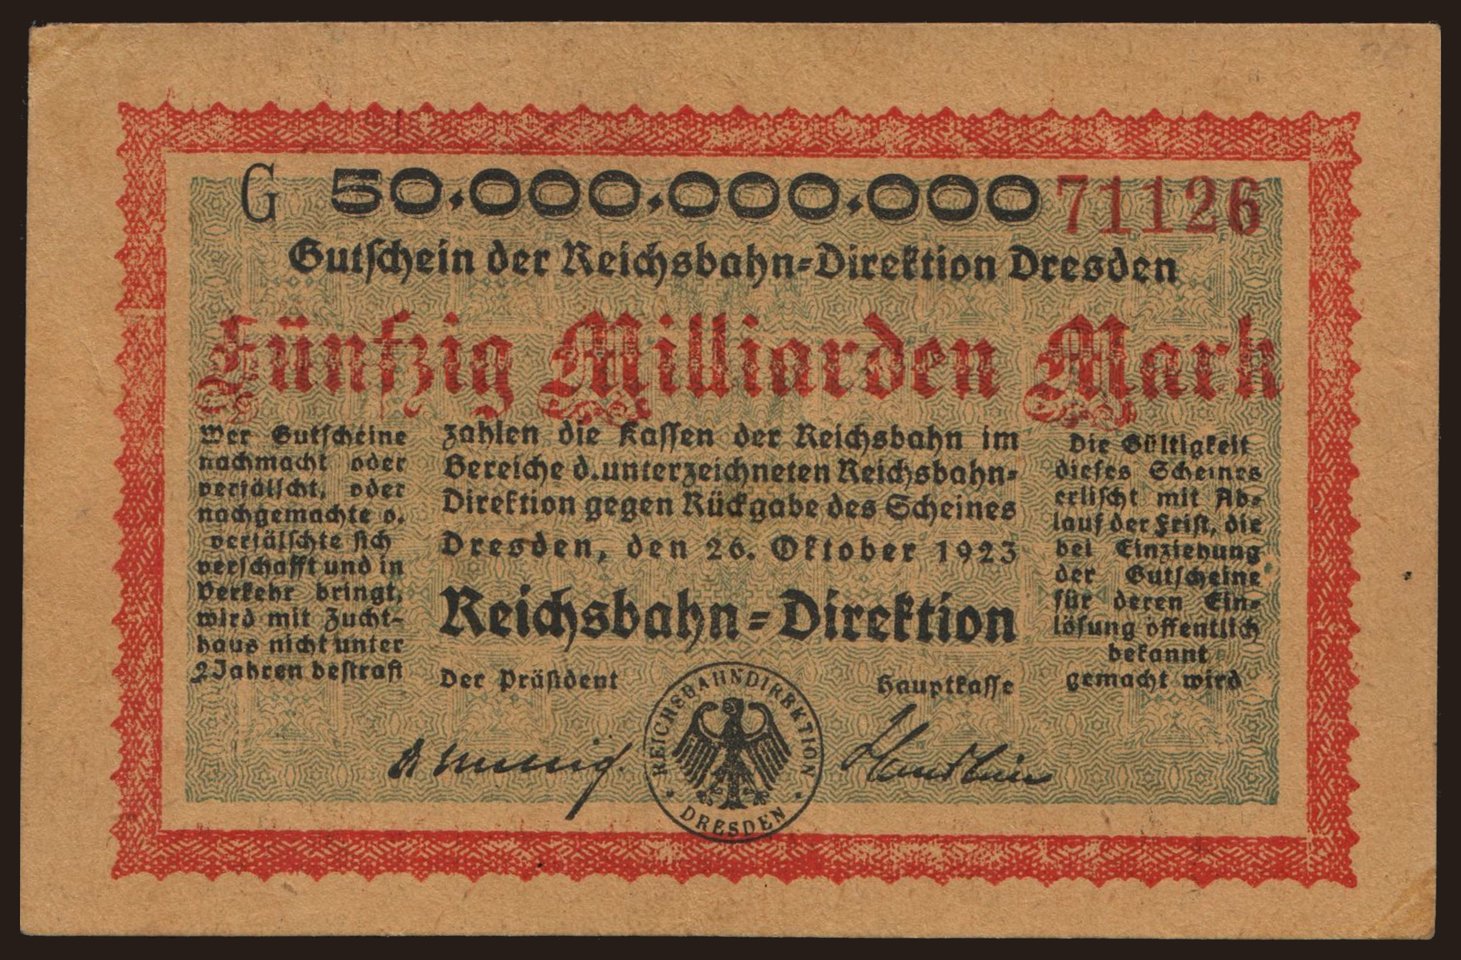 G 50.000.000.000 71126
Gutschein der Reichsbahn=Direktion Dresden
Fünfzig Milliarden Mark
Wer Gutscheine
nachmacht oder
verfälscht, oder
nachgemachte o.
verfälschte sich
verschafft und in
Verkehr bringt,
wird mit Zucht-
haus nicht unter
2 Jahren bestraft
zahlen die Kassen der Reichsbahn im
Bereiche d. unterzeichneten Reichsbahn=
Direktion gegen Rückgabe des Scheines
Dresden, den 26. Oktober 1923
Reichsbahn=Direktion
Der Präsident
Hauptkasse
Die Gültigkeit
dieses Scheines
erlischt mit Ab=
lauf der Frist, die
bei Einziehung
der Gutscheine
für deren Ein=
lösung öffentlich
bekannt
gemacht wird
REICHSBAHNDIREKTION
DRESDEN